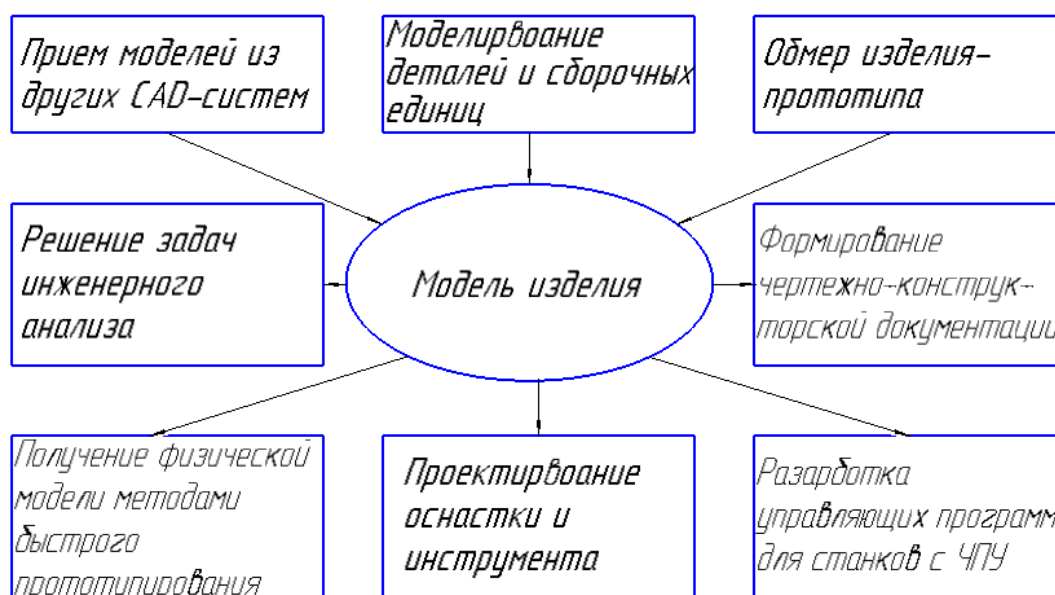 Прием моделей из
других CAD-систем
Моделирвоание
деталей и сборочных
единиц
Обмер изделия-
прототипа
Решение задач
инженерного
анализа
Модель изделия
Формирование
чертежно-конструк-
торской документации
Получение физической
модели методами
быстрого
прототипирования
Проектирвоание
оснастки и
инструмента
Разарботка
управляющих программ
для станков с ЧПУ